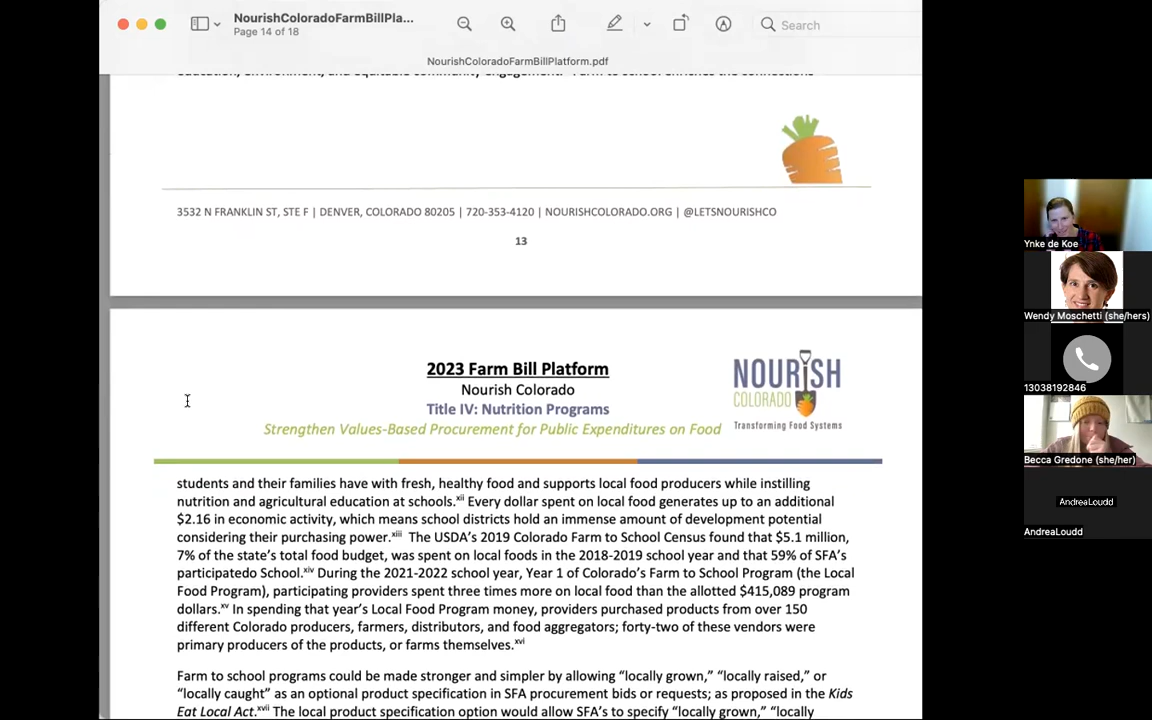 NourishColoradoFarmBillPla...
Page 14 of 18
Search
NourishColoradoFarmBillPlatform.pdf
education, environment, and equitable community engagement. Farm to school enriches the connections
3532 N FRANKLIN ST, STE F | DENVER, COLORADO 80205 | 720-353-4120 | NOURISHCOLORADO.ORG | @LETSNOURISHCO
13
2023 Farm Bill Platform
Nourish Colorado
Title IV: Nutrition Programs
Strengthen Values-Based Procurement for Public Expenditures on Food
NOURISH
COLORADO
Transforming Food Systems
students and their families have with fresh, healthy food and supports local food producers while instilling
nutrition and agricultural education at schools.xii Every dollar spent on local food generates up to an additional
$2.16 in economic activity, which means school districts hold an immense amount of development potential
considering their purchasing power.xiii The USDA's 2019 Colorado Farm to School Census found that $5.1 million,
7% of the state's total food budget, was spent on local foods in the 2018-2019 school year and that 59% of SFA's
participatedo School.xiv During the 2021-2022 school year, Year 1 of Colorado's Farm to School Program (the Local
Food Program), participating providers spent three times more on local food than the allotted $415,089 program
dollars.xv In spending that year's Local Food Program money, providers purchased products from over 150
different Colorado producers, farmers, distributors, and food aggregators; forty-two of these vendors were
primary producers of the products, or farms themselves.xvi
Farm to school programs could be made stronger and simpler by allowing "locally grown," "locally raised," or
"locally caught" as an optional product specification in SFA procurement bids or requests; as proposed in the Kids
Eat Local Act.xvii The local product specification option would allow SFA's to specify "locally grown," "locally
Ynke de Koe
Wendy Moschetti (she/hers)
13038192846
Becca Gredone (she/her)
AndreaLoudd
AndreaLoudd